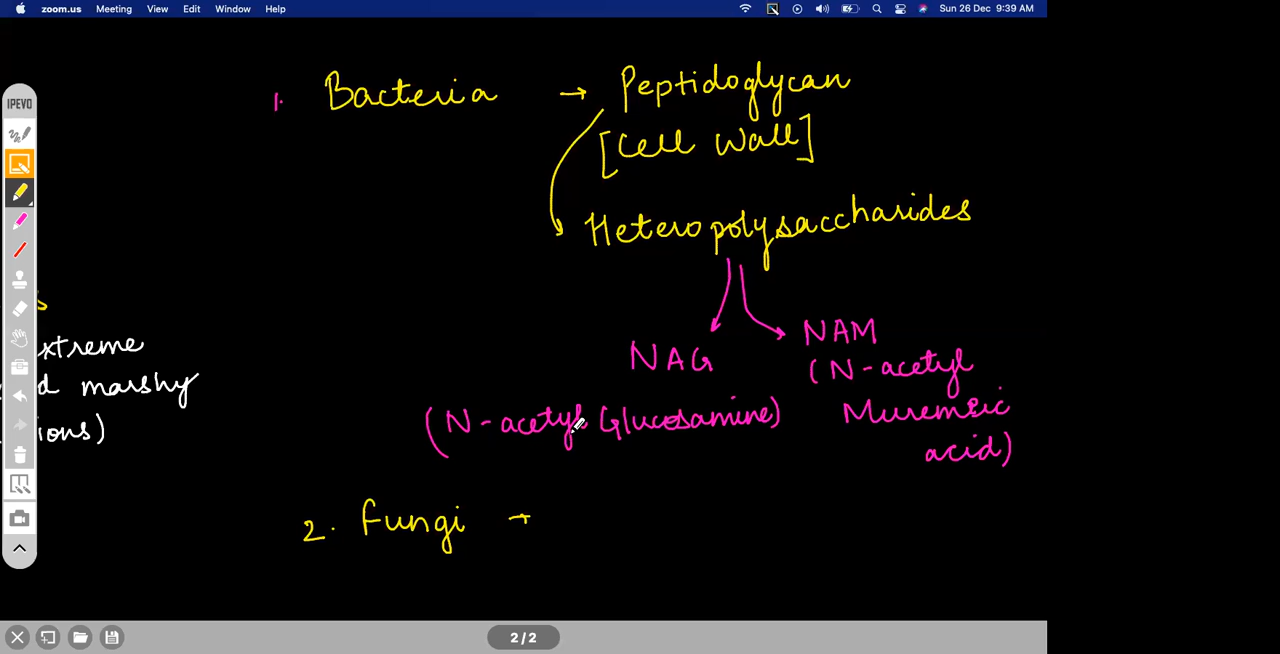 zoom.us Meeting View Edit Window Help Sun 26 Dec 9:39 AM
IPEVO
1. Bacteria → Peptidoglycan
[Cell Wall]
Heteropolysaccharides
NAG
(N-acetyl Glucosamine)
NAM
(N-acetyl
Muremic
acid)
s
xtreme
d marshy
ions)
2. Fungi →
2/2